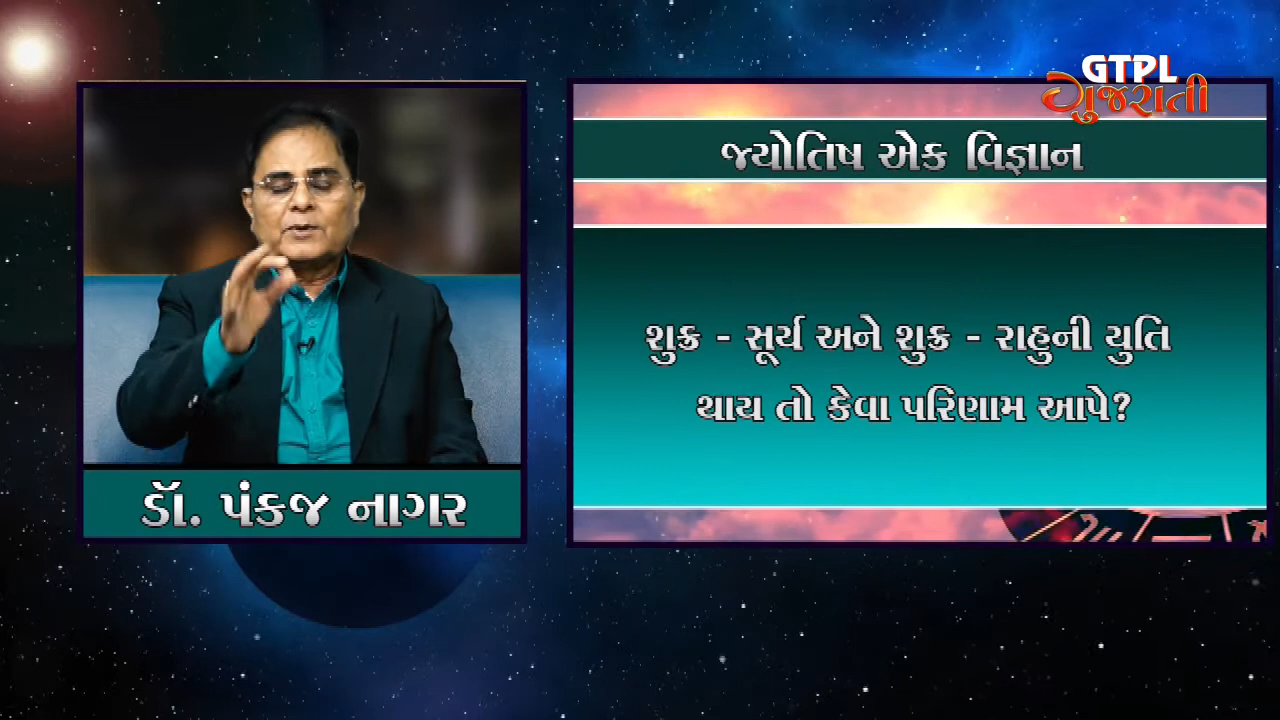 GTPL
ગુજરાતી
જ્યોતિષ એક વિજ્ઞાન
શુક્ર - સૂર્ય અને શુક્ર - રાહુની યુતિ
થાય તો કેવા પરિણામ આપે?
ડૉ. પંકજ નાગર